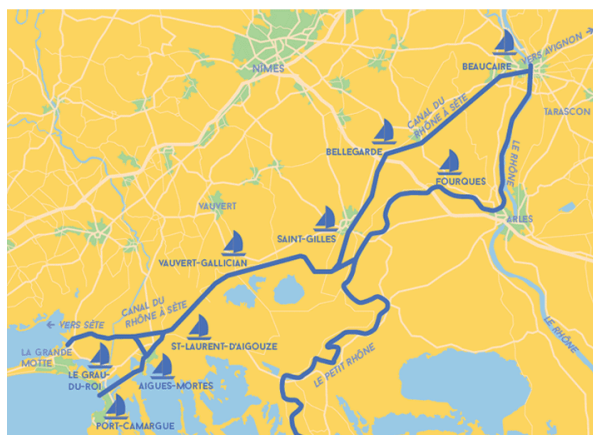 VERS AVIGNON →
BEAUCAIRE
NÎMES
CANAL DU
RHÔNE À SÈTE
TARASCON
BELLEGARDE
LE RHÔNE
FOURQUES
VAUVERT
ARLES
SAINT-GILLES
VAUVERT-GALLICIAN
CANAL DU
RHÔNE À SÈTE
← VERS SÈTE
LE RHÔNE
ST-LAURENT-D'AIGOUZE
LA GRANDE
MOTTE
LE PETIT RHÔNE
LE GRAU-
DU-ROI
AIGUES-MORTES
PORT-CAMARGUE